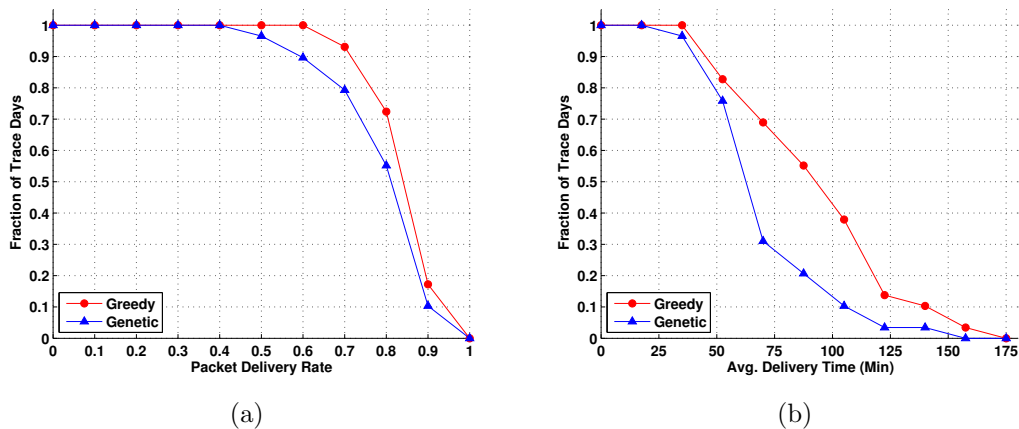 Fraction of Trace Days
1
0.9
0.8
0.7
0.6
0.5
0.4
0.3
0.2
0.1
0
Greedy
Genetic
0 0.1 0.2 0.3 0.4 0.5 0.6 0.7 0.8 0.9 1
Packet Delivery Rate
(a)
Fraction of Trace Days
1
0.9
0.8
0.7
0.6
0.5
0.4
0.3
0.2
0.1
0
Greedy
Genetic
0 25 50 75 100 125 150 175
Avg. Delivery Time (Min)
(b)